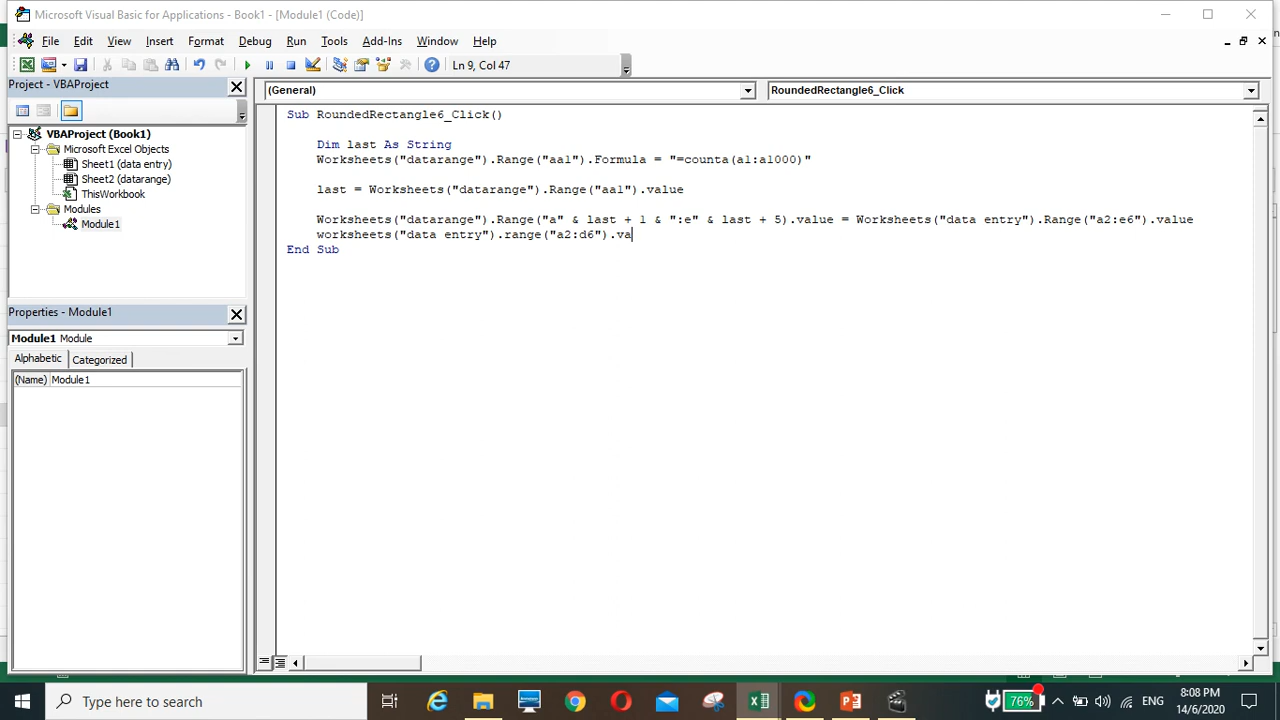 Microsoft Visual Basic for Applications - Book1 - [Module1 (Code)]
File Edit View Insert Format Debug Run Tools Add-Ins Window Help
Ln 9, Col 47
Project - VBAProject
(General)
RoundedRectangle6_Click
VBAProject (Book1)
Microsoft Excel Objects
Sheet1 (data entry)
Sheet2 (datarange)
ThisWorkbook
Modules
Module1
Sub RoundedRectangle6_Click()
Dim last As String
Worksheets("datarange").Range("aa1").Formula = "=counta(a1:a1000)"
last = Worksheets("datarange").Range("aa1").value
Worksheets("datarange").Range("a" & last + 1 & ":e" & last + 5).value = Worksheets("data entry").Range("a2:e6").value
worksheets("data entry").range("a2:d6").va
End Sub
Properties - Module1
Module1 Module
Alphabetic Categorized
(Name) Module1
Type here to search
76%
ENG
8:08 PM
14/6/2020